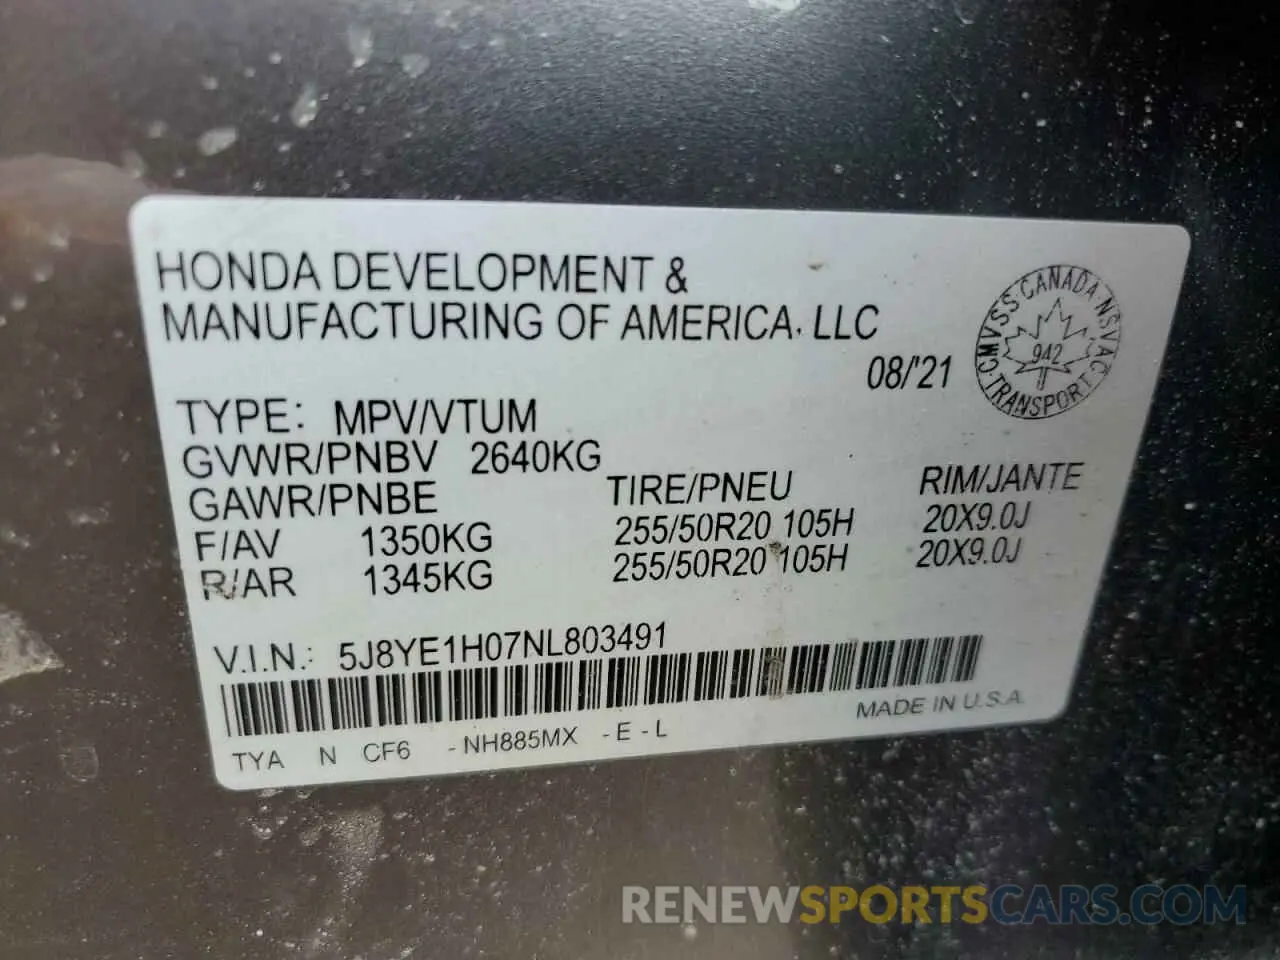 HONDA DEVELOPMENT &
MANUFACTURING OF AMERICA, LLC
08/'21
CMVSS CANADA NSVAC
942
TRANSPORT
TYPE: MPV/VTUM
GVWR/PNBV 2640KG
GAWR/PNBE TIRE/PNEU RIM/JANTE
F/AV 1350KG 255/50R20 105H 20X9.0J
R/AR 1345KG 255/50R20 105H 20X9.0J
V.I.N.: 5J8YE1H07NL803491
MADE IN U.S.A.
TYA N CF6 -NH885MX -E-L
RENEWSPORTSCARS.COM